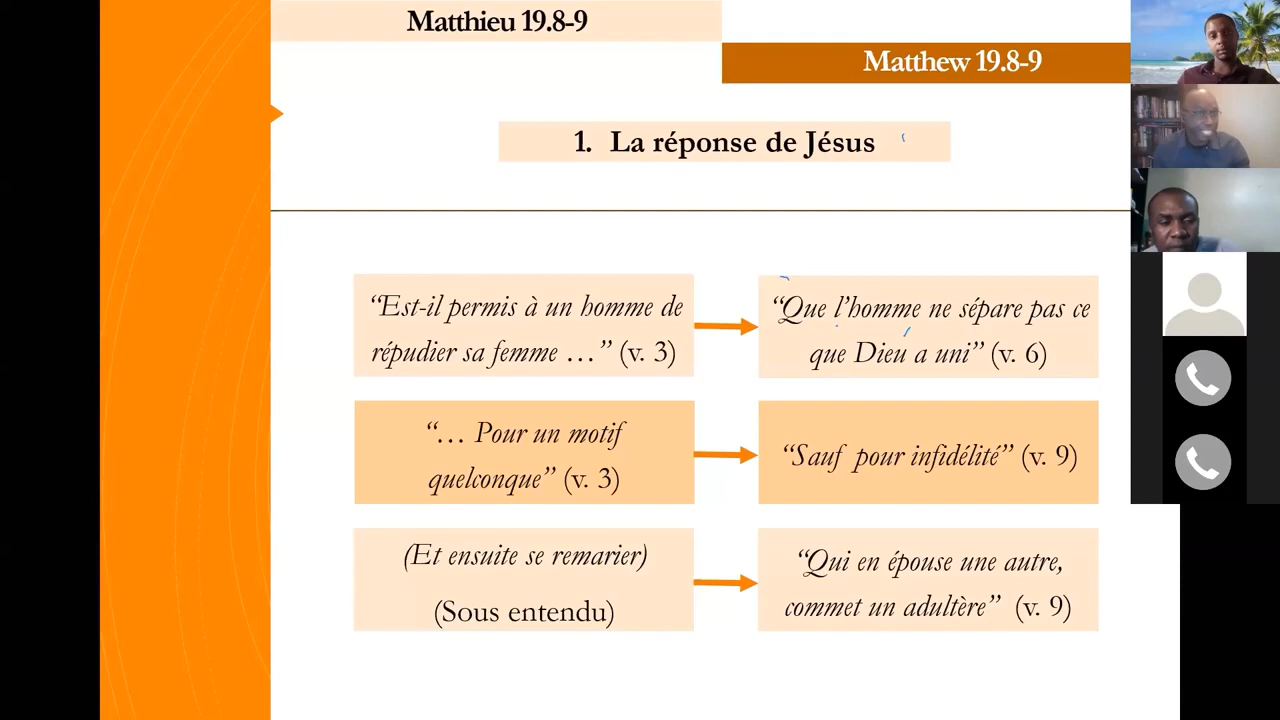 Matthieu 19.8-9
Matthew 19.8-9
1. La réponse de Jésus
“Est-il permis à un homme de
répudier sa femme …” (v. 3)
“Que l’homme ne sépare pas ce
que Dieu a uni” (v. 6)
“… Pour un motif
quelconque” (v. 3)
“Sauf pour infidélité” (v. 9)
(Et ensuite se remarier)
(Sous entendu)
“Qui en épouse une autre,
commet un adultère” (v. 9)